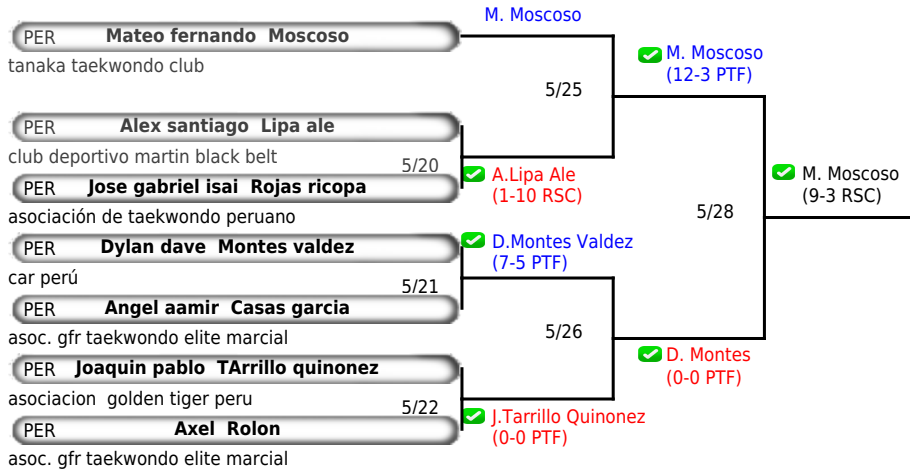 M. Moscoso
PER Mateo fernando Moscoso
tanaka taekwondo club
M. Moscoso
(12-3 PTF)
5/25
PER Alex santiago Lipa ale
club deportivo martin black belt
5/20
A.Lipa Ale
(1-10 RSC)
PER Jose gabriel isai Rojas ricopa
asociación de taekwondo peruano
M. Moscoso
(9-3 RSC)
5/28
PER Dylan dave Montes valdez
car perú
D.Montes Valdez
(7-5 PTF)
5/21
PER Angel aamir Casas garcia
asoc. gfr taekwondo elite marcial
5/26
D. Montes
(0-0 PTF)
PER Joaquin pablo TArrillo quinonez
asociacion golden tiger peru
5/22
J.Tarrillo Quinonez
(0-0 PTF)
PER Axel Rolon
asoc. gfr taekwondo elite marcial